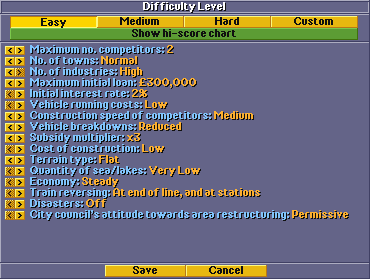 Difficulty Level
Easy Medium Hard Custom
Show hi-score chart
Maximum no. competitors: 2
No. of towns: Normal
No. of industries: High
Maximum initial loan: £300,000
Initial interest rate: 2%
Vehicle running costs: Low
Construction speed of competitors: Medium
Vehicle breakdowns: Reduced
Subsidy multiplier: x3
Cost of construction: Low
Terrain type: Flat
Quantity of sea/lakes: Very Low
Economy: Steady
Train reversing: At end of line, and at stations
Disasters: Off
City council's attitude towards area restructuring: Permissive
Save Cancel